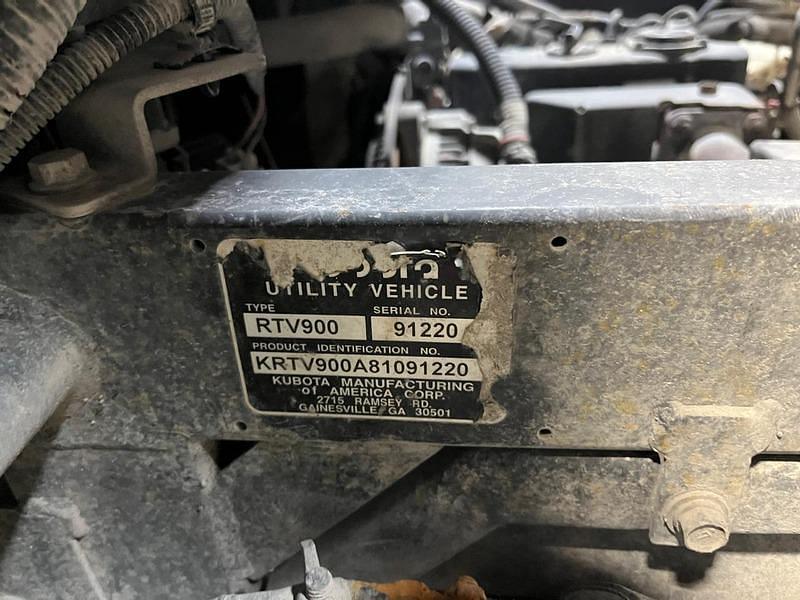 UTILITY VEHICLE
TYPE SERIAL NO.
RTV900 91220
PRODUCT IDENTIFICATION NO.
KRTV900A81091220
KUBOTA MANUFACTURING
of AMERICA CORP.
2715 RAMSEY RD.
GAINESVILLE, GA 30501